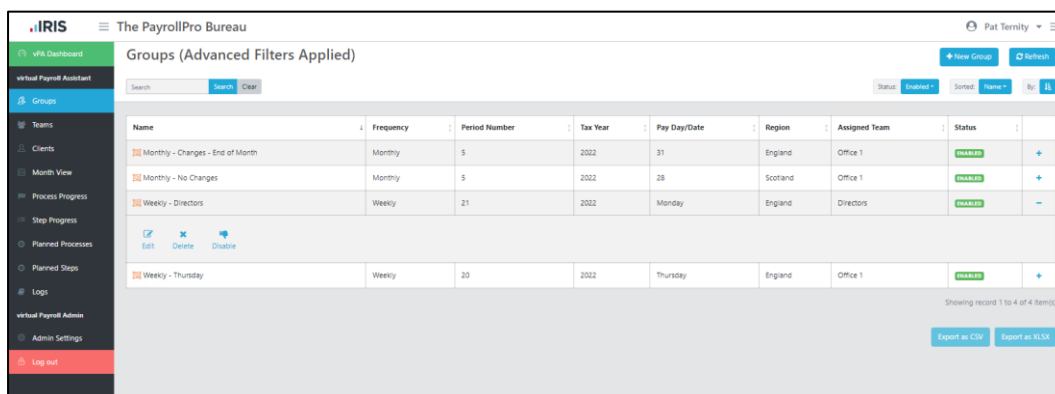 IRIS
The PayrollPro Bureau
Pat Ternity
vPA Dashboard
virtual Payroll Assistant
Groups
Teams
Clients
Month View
Process Progress
Step Progress
Planned Processes
Planned Steps
Logs
virtual Payroll Admin
Admin Settings
Log out
Groups (Advanced Filters Applied)
+ New Group Refresh
Search Search Clear
Status: Enabled Sorted: Name By:
Name Frequency Period Number Tax Year Pay Day/Date Region Assigned Team Status
Monthly - Changes - End of Month Monthly 5 2022 31 England Office 1 ENABLED +
Monthly - No Changes Monthly 5 2022 28 Scotland Office 1 ENABLED +
Weekly - Directors Weekly 21 2022 Monday England Directors ENABLED −
Edit Delete Disable
Weekly - Thursday Weekly 20 2022 Thursday England Office 1 ENABLED +
Showing record 1 to 4 of 4 item(s
Export as CSV Export as XLSX